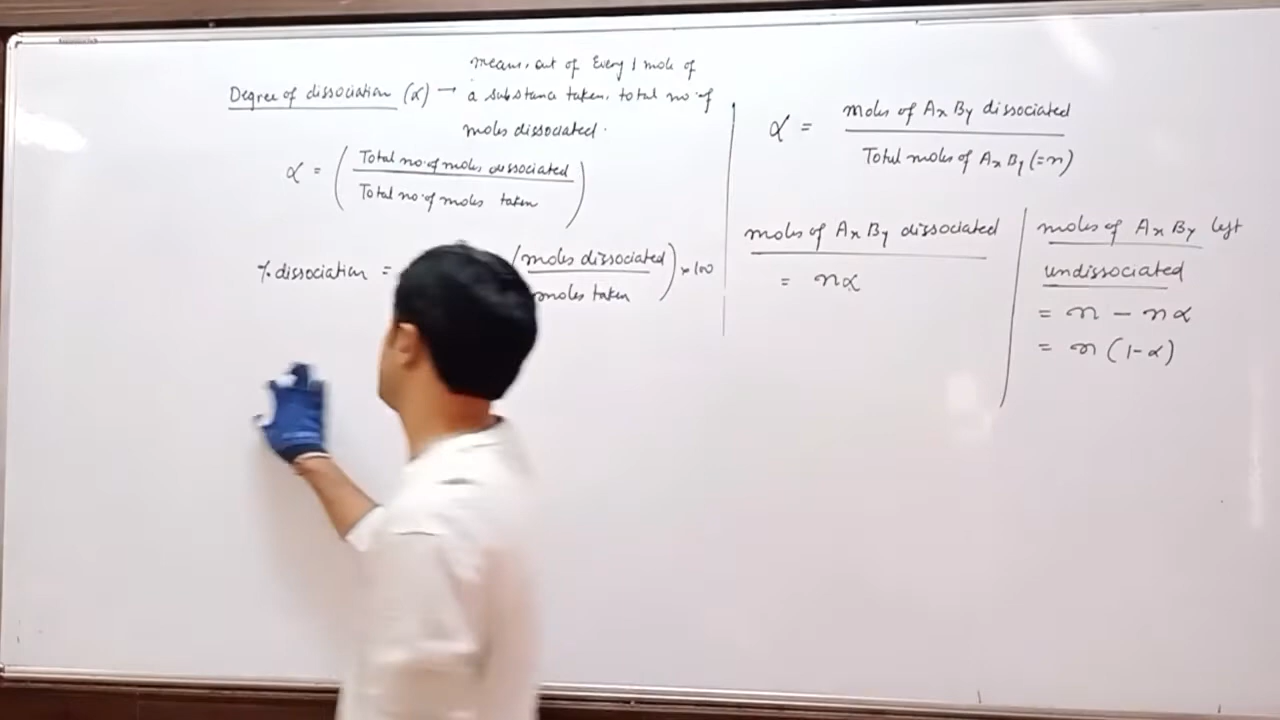 means, out of Every 1 mole of
Degree of dissociation (α) → a substance taken, total no of
moles dissociated.
α = ( Total no. of moles dissociated
Total no. of moles taken )
% dissociation = ( moles dissociated
moles taken ) × 100
α = moles of AxBy dissociated
Total moles of AxBy (=n)
moles of AxBy dissociated
= nα
moles of AxBy left
undissociated
= n - nα
= n (1-α)